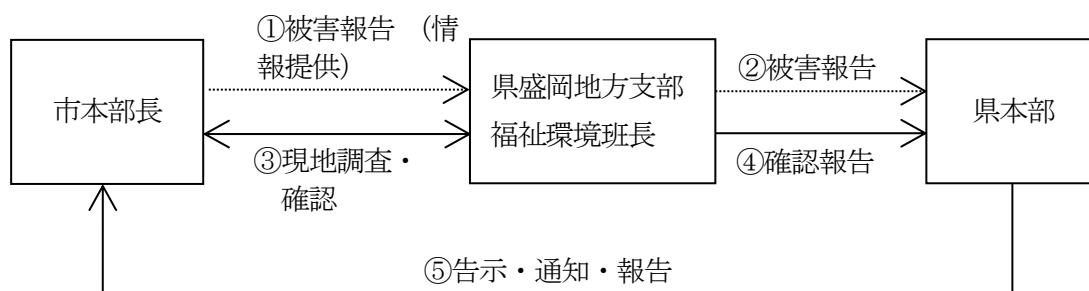 ①被害報告 （情
報提供）
②被害報告
市本部長
県盛岡地方支部
福祉環境班長
県本部
③現地調査・
確認
④確認報告
⑤告示・通知・報告